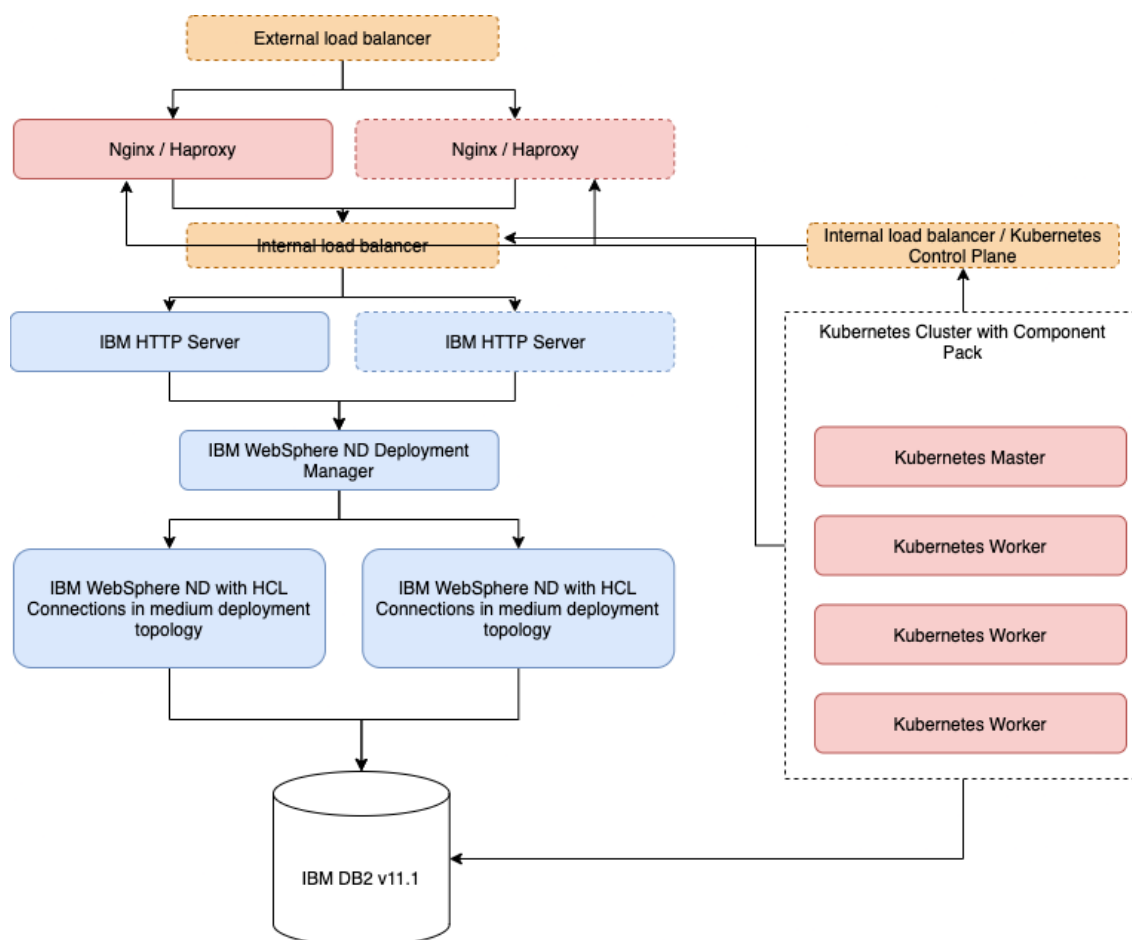 External load balancer
Nginx / Haproxy
Nginx / Haproxy
Internal load balancer
Internal load balancer / Kubernetes
Control Plane
IBM HTTP Server
IBM HTTP Server
Kubernetes Cluster with Component
Pack
IBM WebSphere ND Deployment
Manager
Kubernetes Master
Kubernetes Worker
Kubernetes Worker
Kubernetes Worker
IBM WebSphere ND with HCL
Connections in medium deployment
topology
IBM WebSphere ND with HCL
Connections in medium deployment
topology
IBM DB2 v11.1